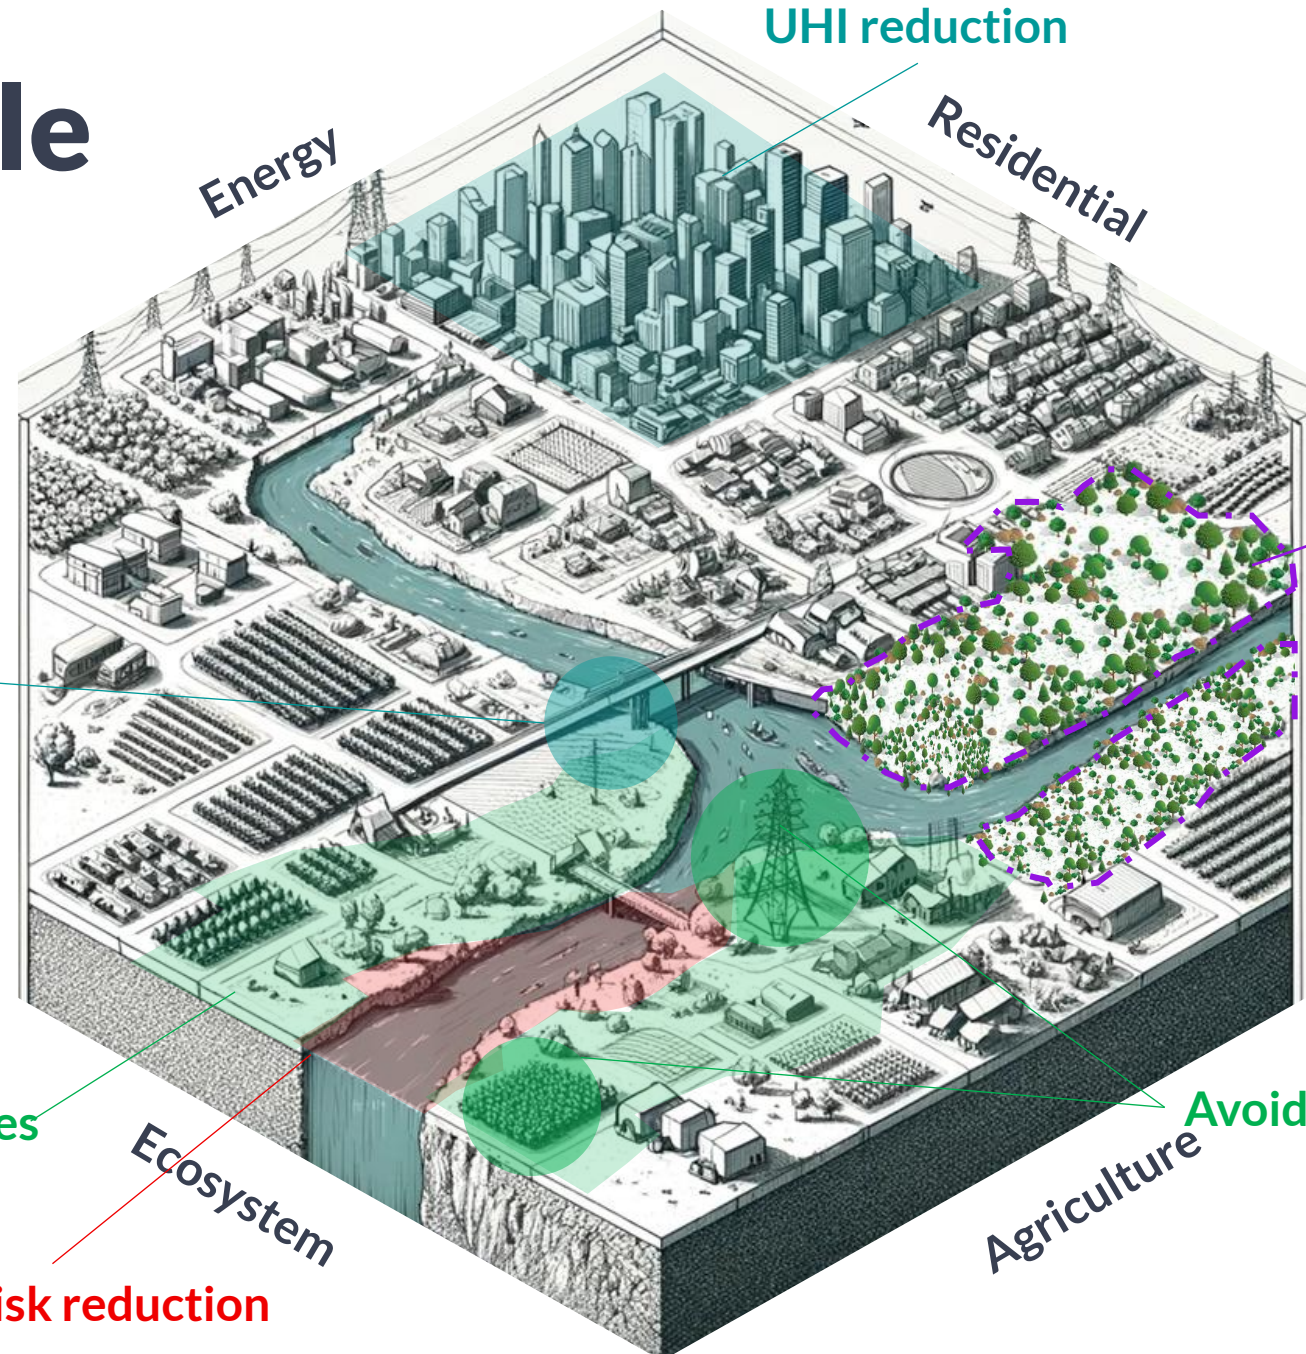 UHI reduction
le
Energy
Residential
es
Avoid
Ecosystem
Agriculture
isk reduction